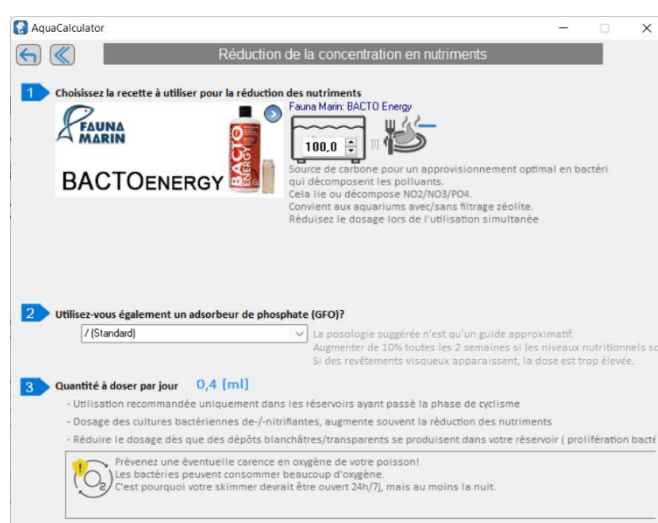 AquaCalculator
Réduction de la concentration en nutriments
1 Choisissez la recette à utiliser pour la réduction des nutriments
FAUNA
MARIN
BACTOENERGY
BACTO
ENERGY
Fauna Marin: BACTO Energy
100,0 [l]
Source de carbone pour un approvisionnement optimal en bactéri
qui décomposent les polluants.
Cela lie ou décompose NO2/NO3/PO4.
Convient aux aquariums avec/sans filtrage zéolite.
Réduisez le dosage lors de l'utilisation simultanée
2 Utilisez-vous également un adsorbeur de phosphate (GFO)?
/ (Standard)
La posologie suggérée n'est qu'un guide approximatif.
Augmenter de 10% toutes les 2 semaines si les niveaux nutritionnels so
Si des revêtements visqueux apparaissent, la dose est trop élevée.
3 Quantité à doser par jour 0,4 [ml]
- Utilisation recommandée uniquement dans les réservoirs ayant passé la phase de cyclisme
- Dosage des cultures bactériennes de-/-nitrifiantes, augmente souvent la réduction des nutriments
- Réduire le dosage dès que des dépôts blanchâtres/transparents se produisent dans votre réservoir ( prolifération bacté
Prévenez une éventuelle carence en oxygène de votre poisson!
Les bactéries peuvent consommer beaucoup d'oxygène.
C'est pourquoi votre skimmer devrait être ouvert 24h/7j, mais au moins la nuit.
O2